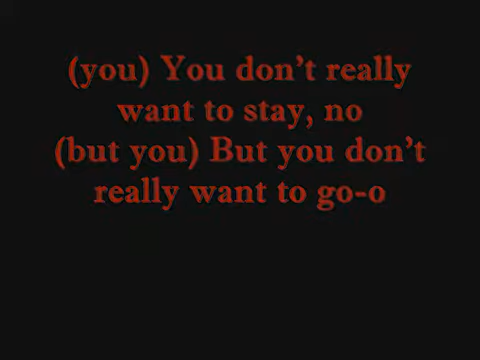 (you) You don’t really
want to stay, no
(but you) But you don’t
really want to go-o